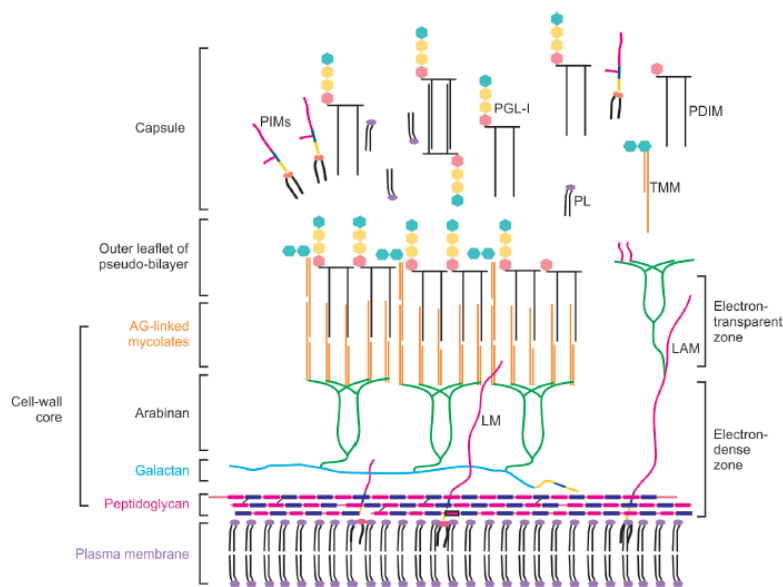 Capsule
PIMs
PGL-I
PDIM
TMM
PL
Outer leaflet of
pseudo-bilayer
AG-linked
mycolates
Electron-
transparent
zone
LAM
Cell-wall
core
Arabinan
LM
Electron-
dense
zone
Galactan
Peptidoglycan
Plasma membrane